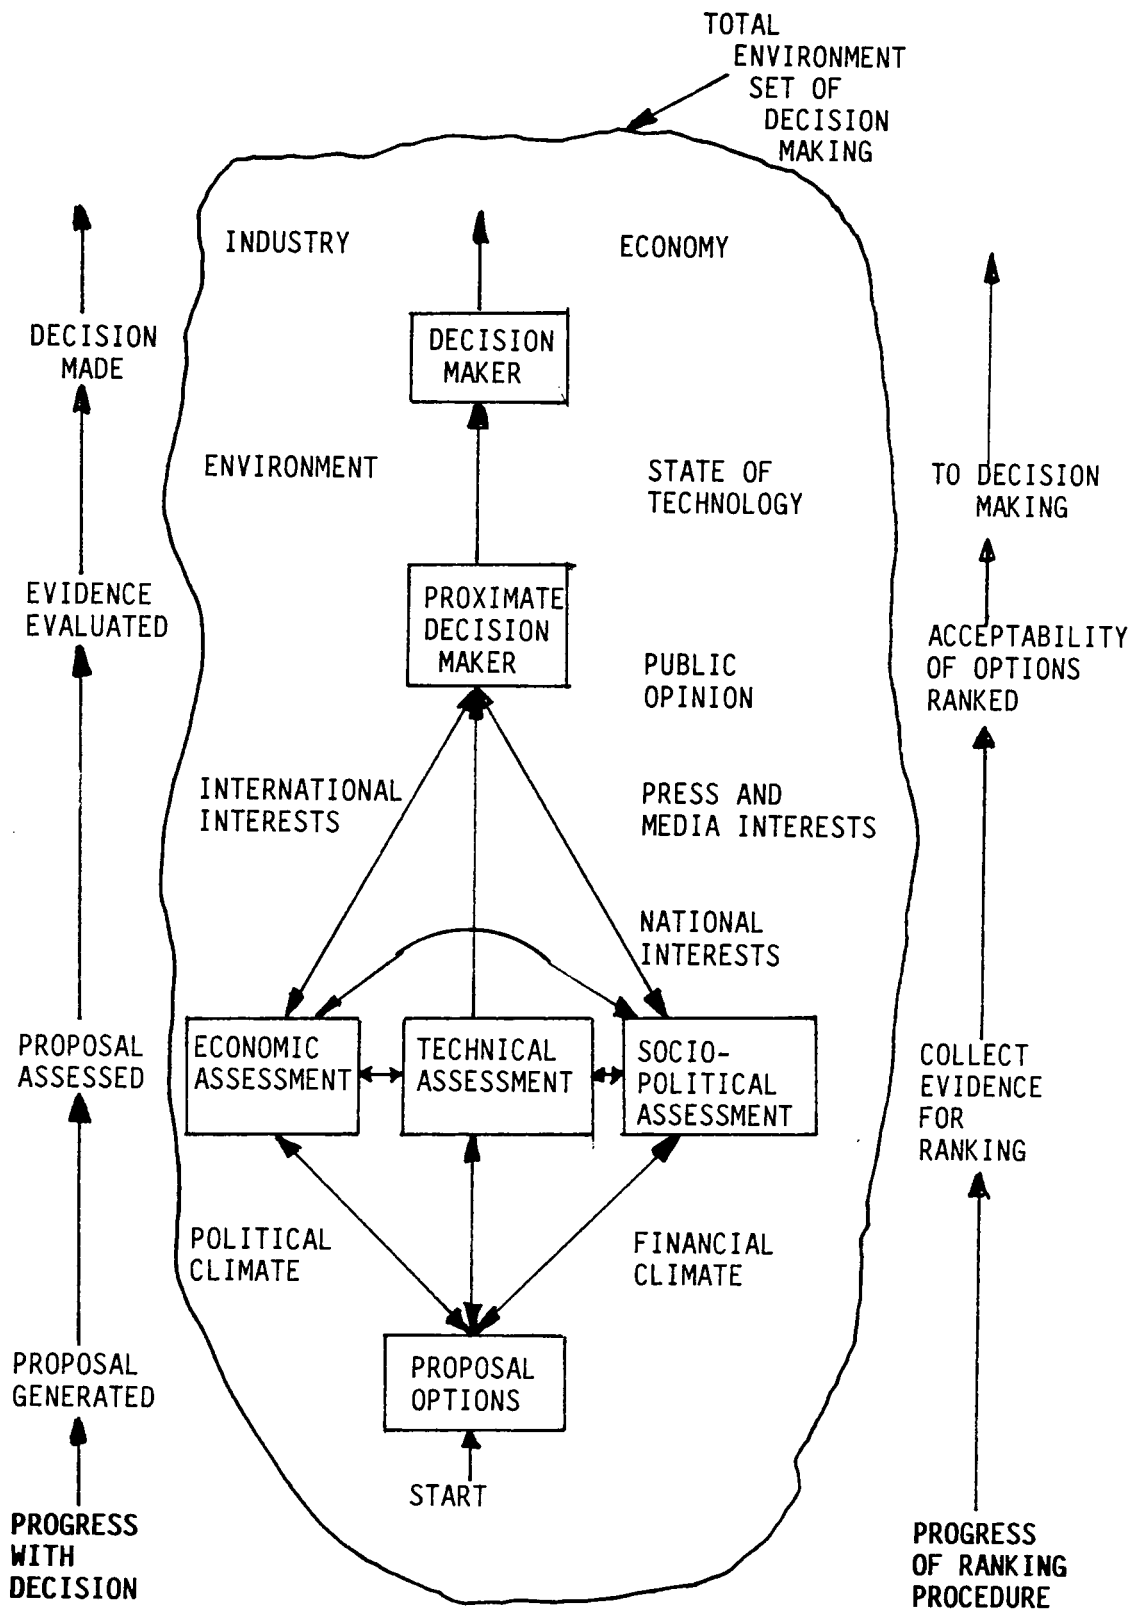 TOTAL
ENVIRONMENT
SET OF
DECISION
MAKING
INDUSTRY
ECONOMY
DECISION
MADE
DECISION
MAKER
ENVIRONMENT
STATE OF
TECHNOLOGY
TO DECISION
MAKING
EVIDENCE
EVALUATED
PROXIMATE
DECISION
MAKER
PUBLIC
OPINION
ACCEPTABILITY
OF OPTIONS
RANKED
INTERNATIONAL
INTERESTS
PRESS AND
MEDIA INTERESTS
NATIONAL
INTERESTS
PROPOSAL
ASSESSED
ECONOMIC
ASSESSMENT
TECHNICAL
ASSESSMENT
SOCIO-
POLITICAL
ASSESSMENT
COLLECT
EVIDENCE
FOR
RANKING
POLITICAL
CLIMATE
FINANCIAL
CLIMATE
PROPOSAL
GENERATED
PROPOSAL
OPTIONS
START
PROGRESS
WITH
DECISION
PROGRESS
OF RANKING
PROCEDURE